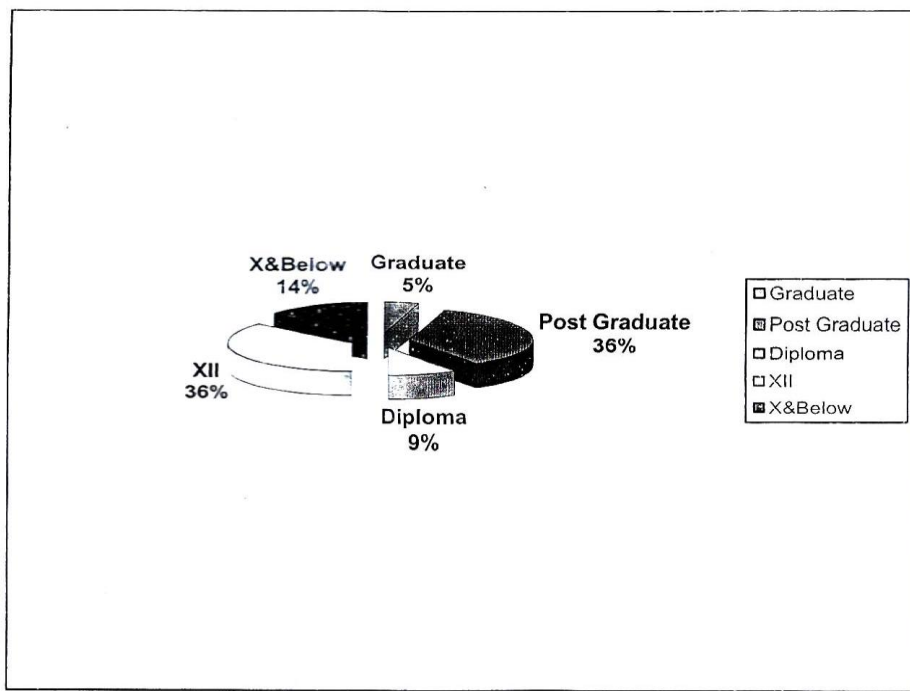 X&Below
14%
Graduate
5%
Post Graduate
36%
XII
36%
Diploma
9%
Graduate
Post Graduate
Diploma
XII
X&Below